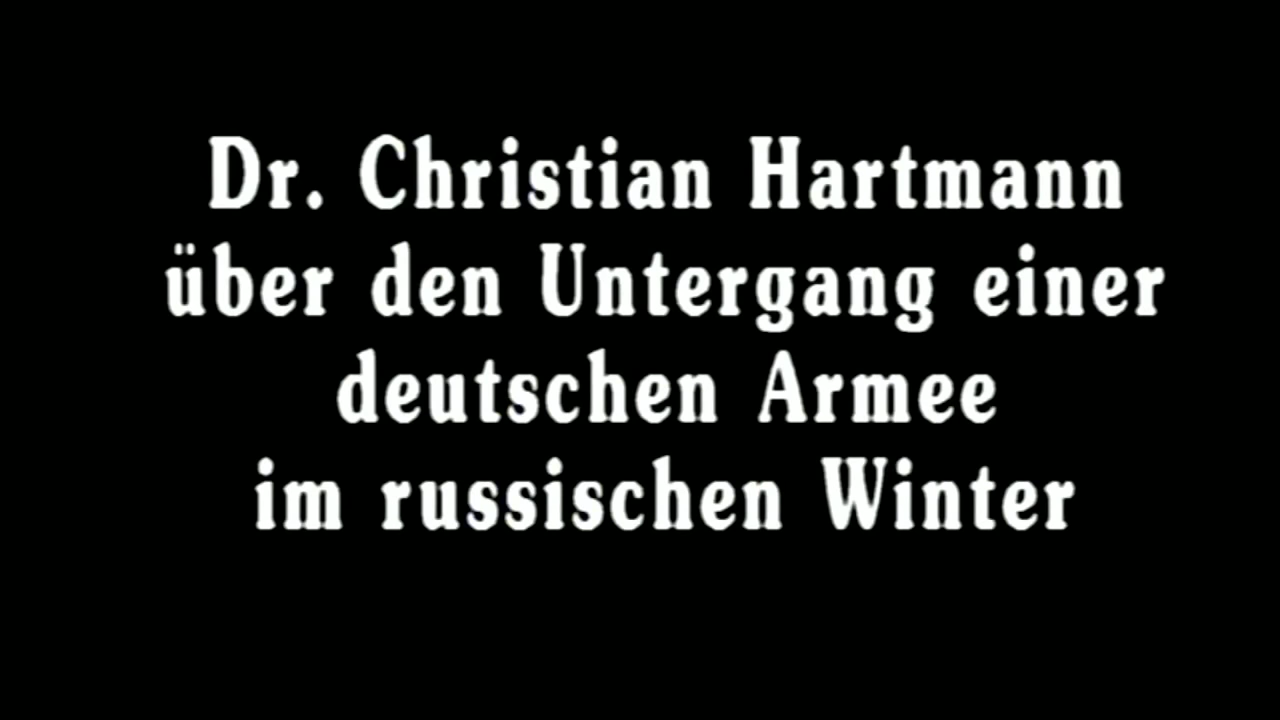 Dr. Christian Hartmann
über den Untergang einer
deutschen Armee
im russischen Winter